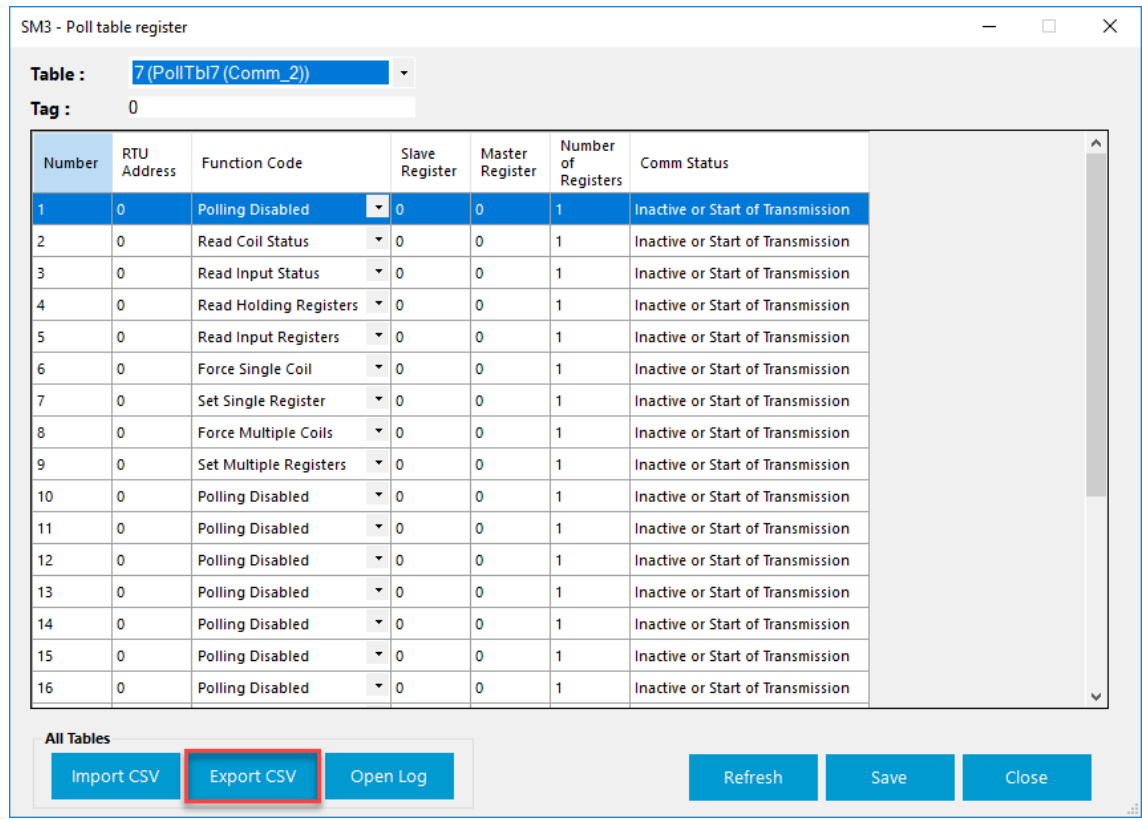 SM3 - Poll table register
Table : 7 (PollTbl7 (Comm_2))
Tag : 0
Number RTU Address Function Code Slave Register Master Register Number of Registers Comm Status
1 0 Polling Disabled 0 0 1 Inactive or Start of Transmission
2 0 Read Coil Status 0 0 1 Inactive or Start of Transmission
3 0 Read Input Status 0 0 1 Inactive or Start of Transmission
4 0 Read Holding Registers 0 0 1 Inactive or Start of Transmission
5 0 Read Input Registers 0 0 1 Inactive or Start of Transmission
6 0 Force Single Coil 0 0 1 Inactive or Start of Transmission
7 0 Set Single Register 0 0 1 Inactive or Start of Transmission
8 0 Force Multiple Coils 0 0 1 Inactive or Start of Transmission
9 0 Set Multiple Registers 0 0 1 Inactive or Start of Transmission
10 0 Polling Disabled 0 0 1 Inactive or Start of Transmission
11 0 Polling Disabled 0 0 1 Inactive or Start of Transmission
12 0 Polling Disabled 0 0 1 Inactive or Start of Transmission
13 0 Polling Disabled 0 0 1 Inactive or Start of Transmission
14 0 Polling Disabled 0 0 1 Inactive or Start of Transmission
15 0 Polling Disabled 0 0 1 Inactive or Start of Transmission
16 0 Polling Disabled 0 0 1 Inactive or Start of Transmission
All Tables
Import CSV Export CSV Open Log Refresh Save Close